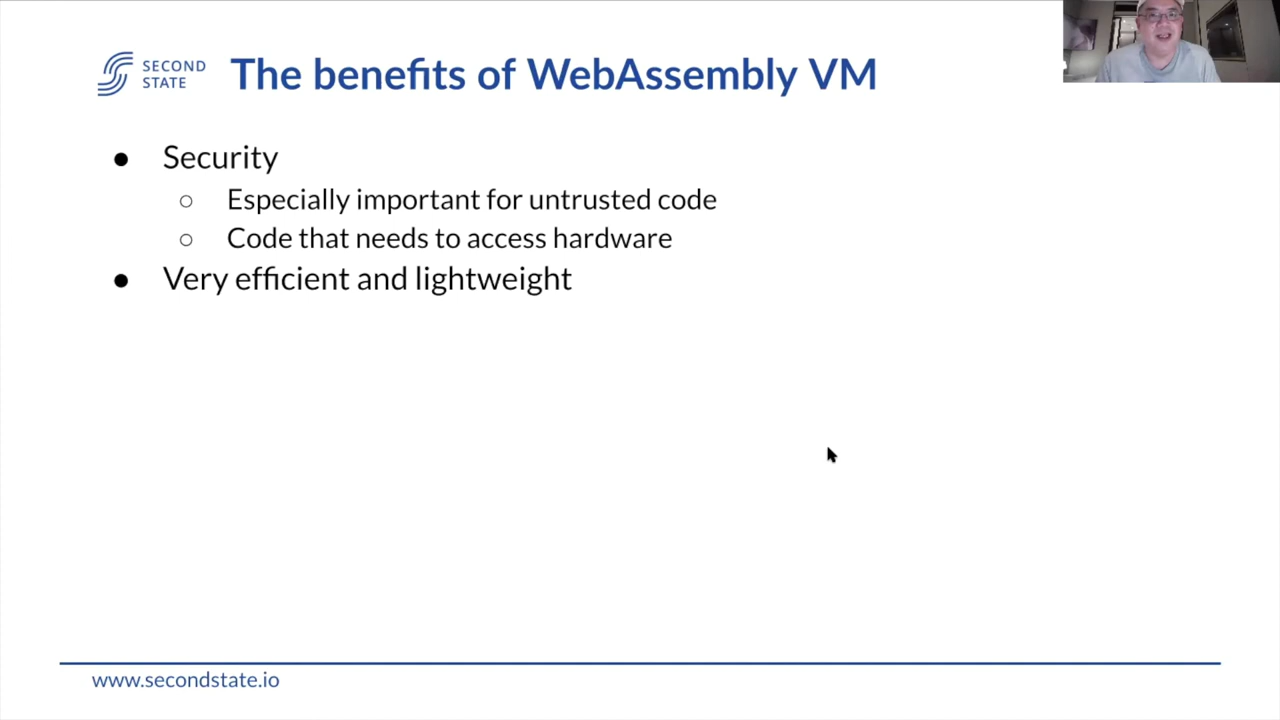 SECOND
STATE
The benefits of WebAssembly VM
● Security
○ Especially important for untrusted code
○ Code that needs to access hardware
● Very efficient and lightweight
www.secondstate.io